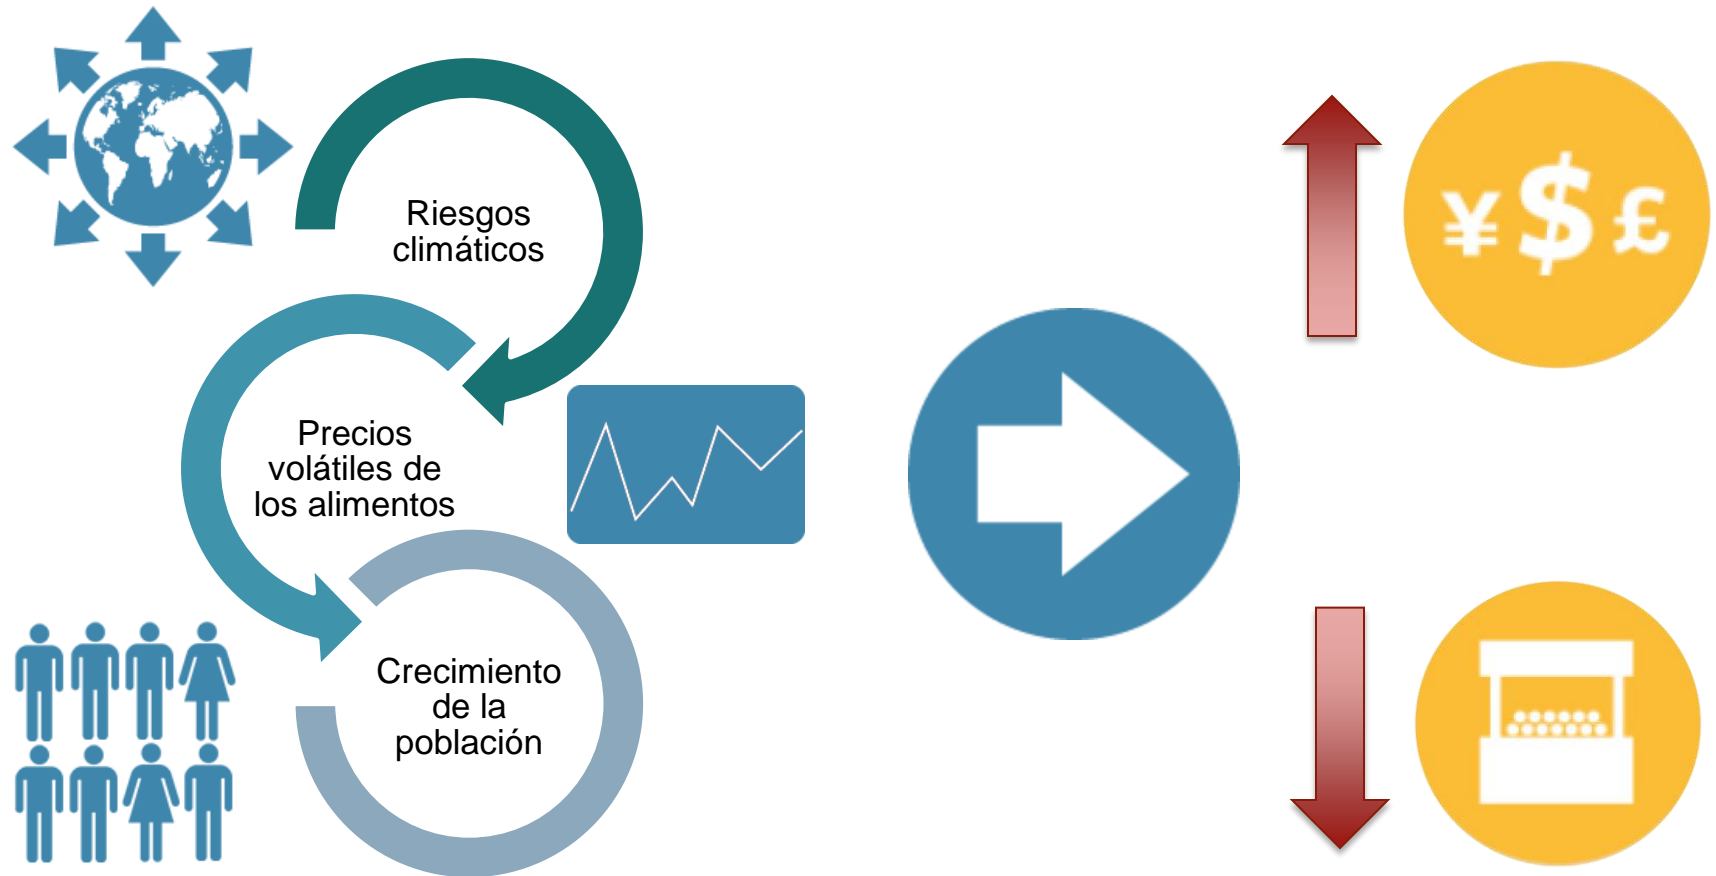 Riesgos
climáticos
¥ $ £
Precios
volátiles de
los alimentos
Crecimiento
de la
población